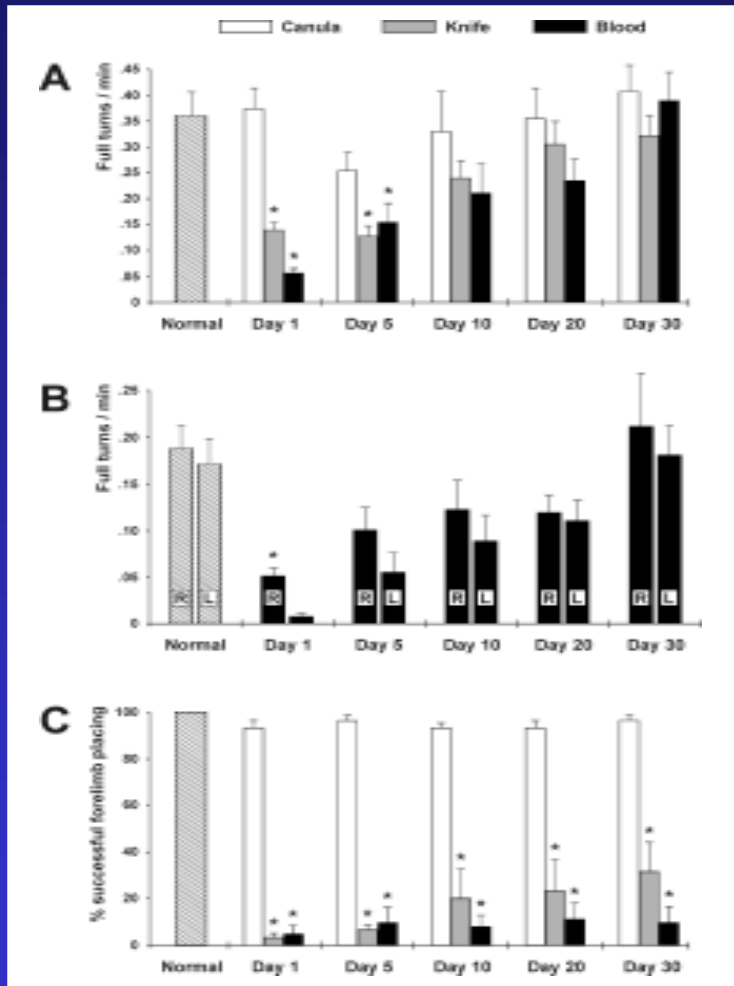 Canula Knife Blood
A
Full turns / min
.45
.40
.35
.30
.25
.20
.15
.10
.05
0
* * * *
Normal Day 1 Day 5 Day 10 Day 20 Day 30
B
Full turns / min
.25
.20
.15
.10
.05
0
*
R L R R L R L R L R L
Normal Day 1 Day 5 Day 10 Day 20 Day 30
C
% successful forelimb placing
100
80
60
40
20
0
* * * * * * * * * *
Normal Day 1 Day 5 Day 10 Day 20 Day 30